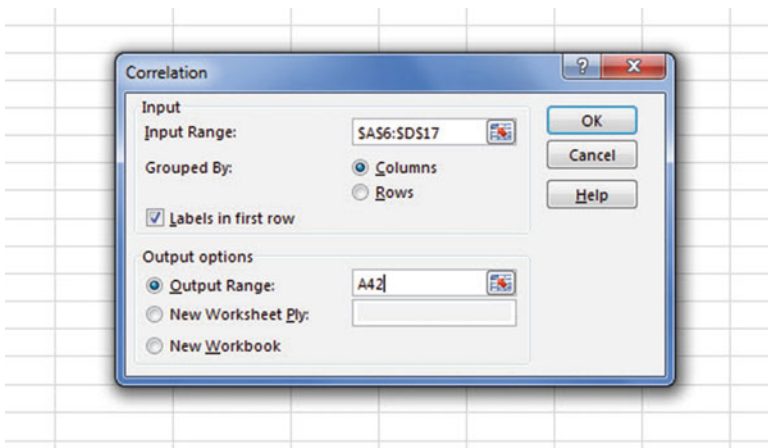 Correlation
Input
Input Range: $A$6:$D$17
Grouped By: Columns
Rows
Labels in first row
Output options
Output Range: A42
New Worksheet Ply:
New Workbook
OK
Cancel
Help